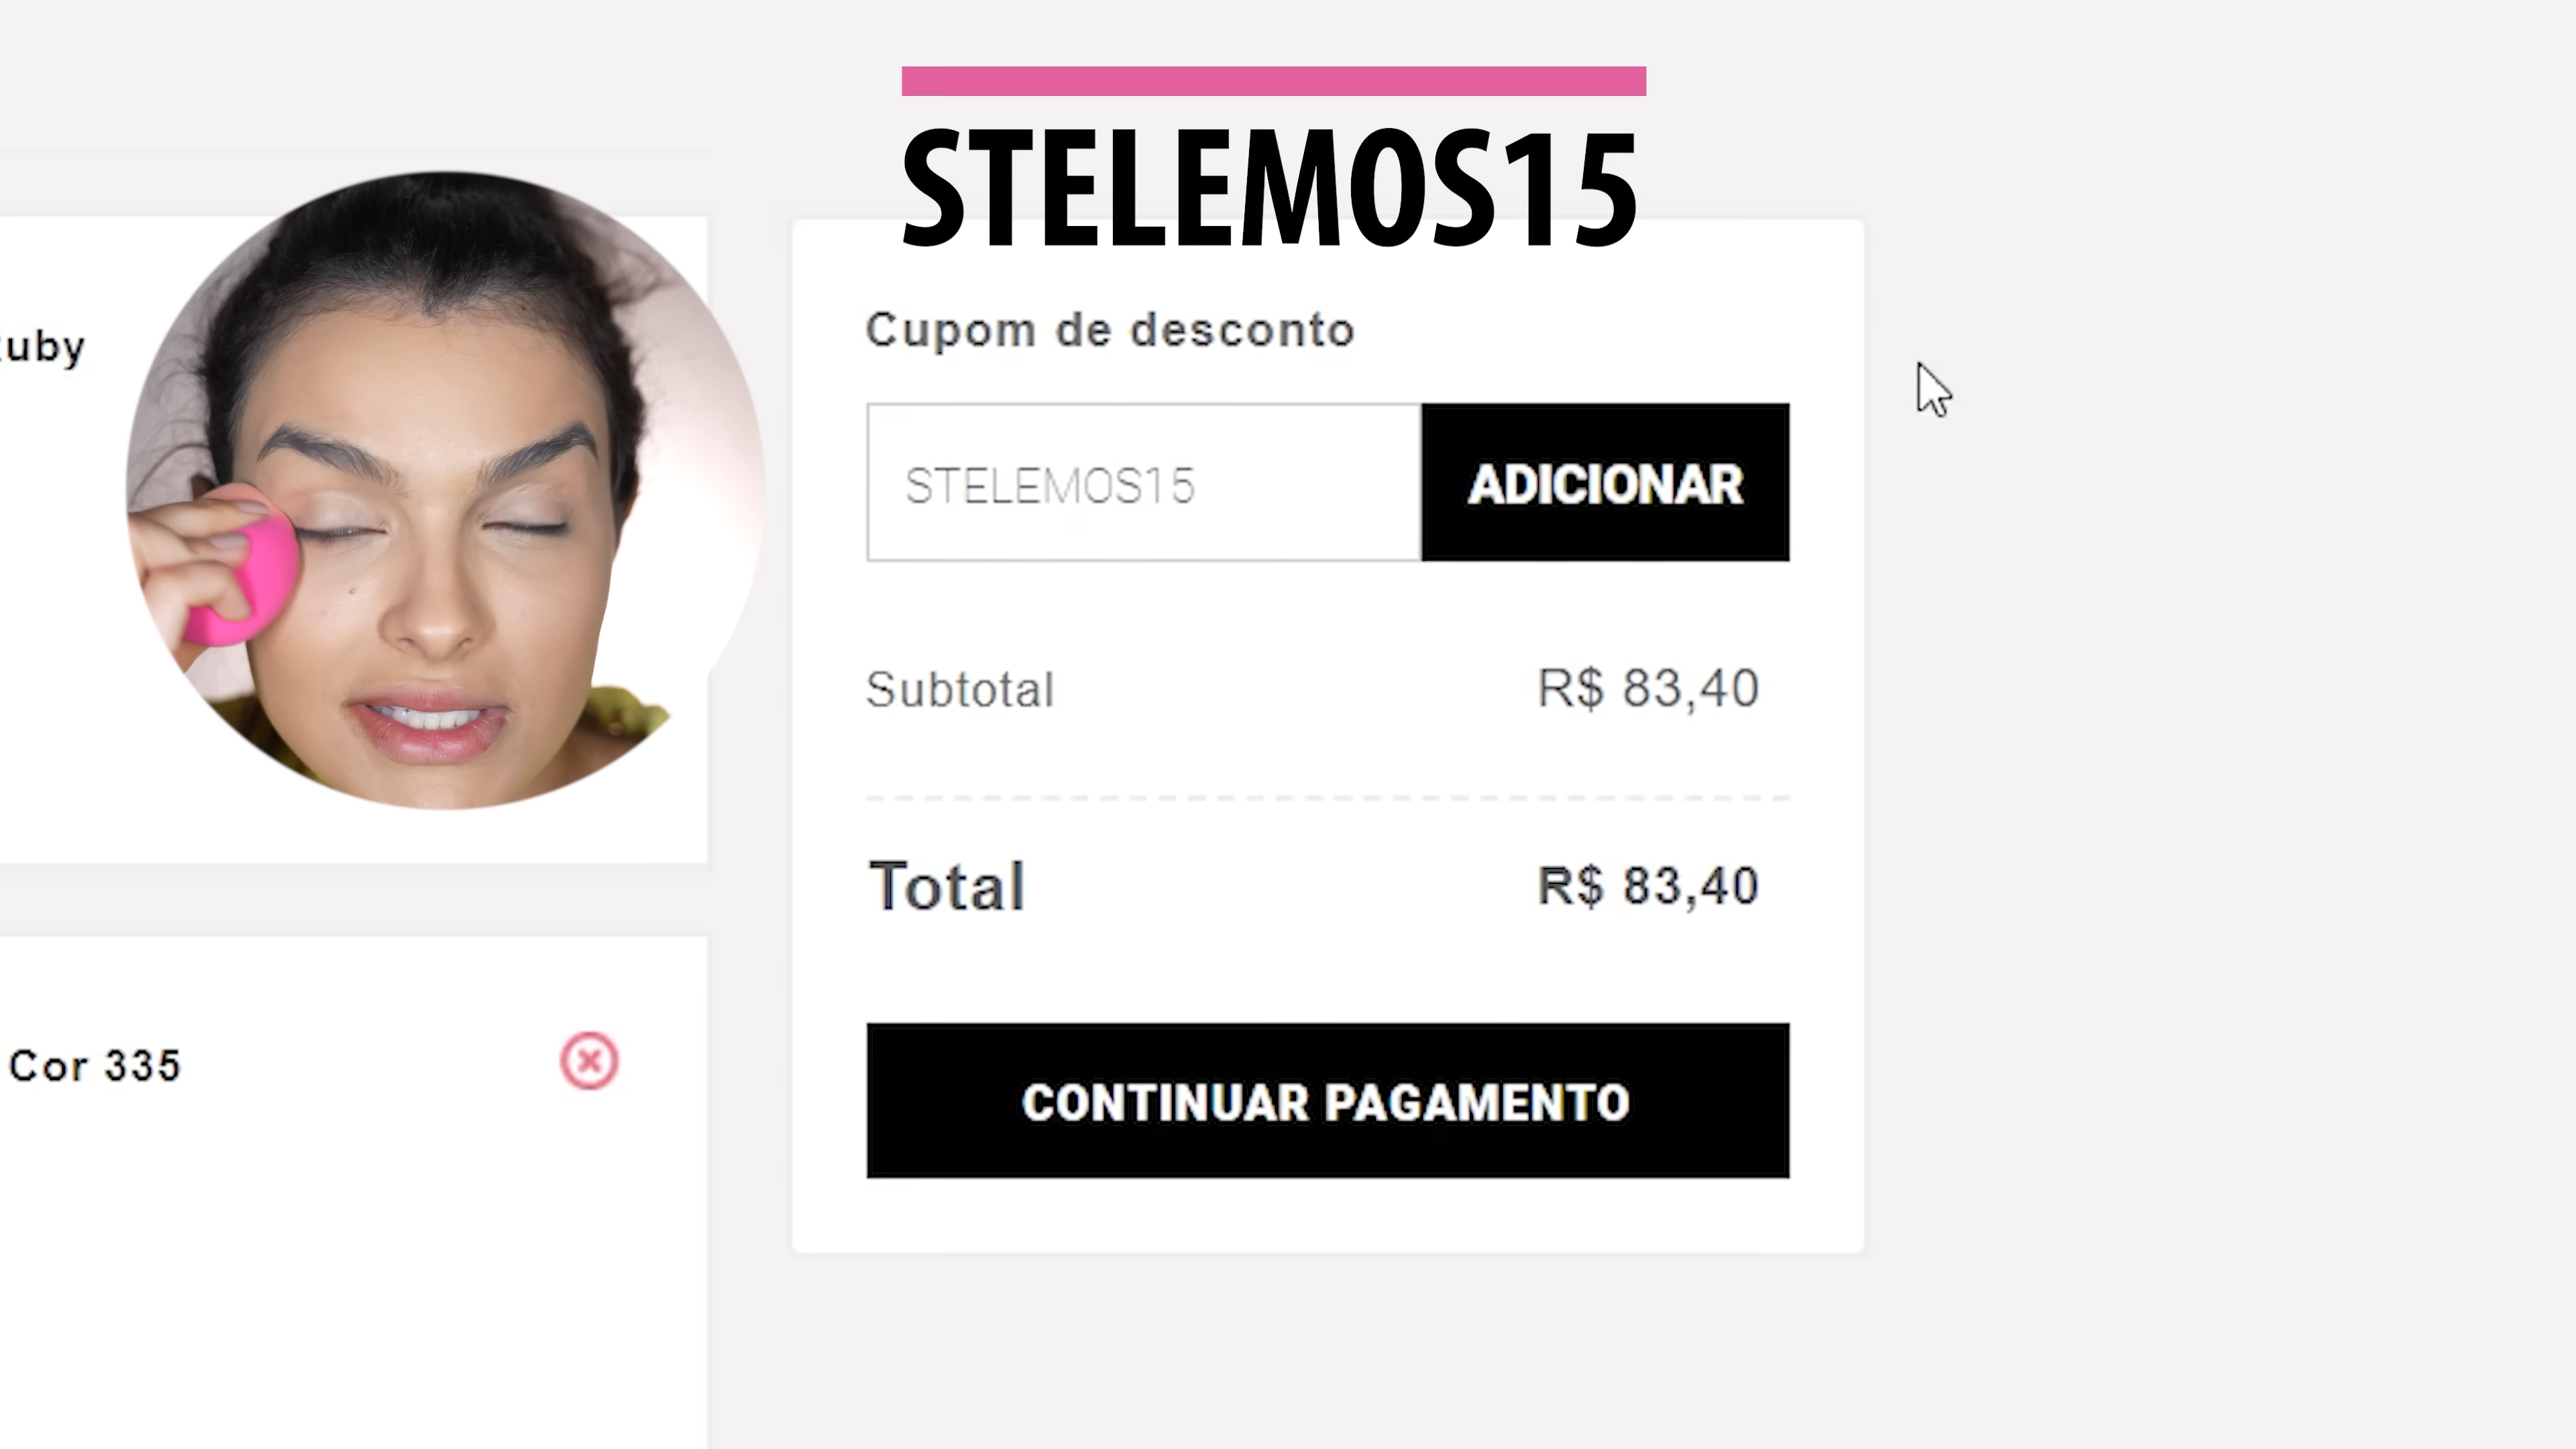 STELEMOS15
uby
Cupom de desconto
STELEMOS15
ADICIONAR
Subtotal
R$ 83,40
Total
R$ 83,40
Cor 335
CONTINUAR PAGAMENTO